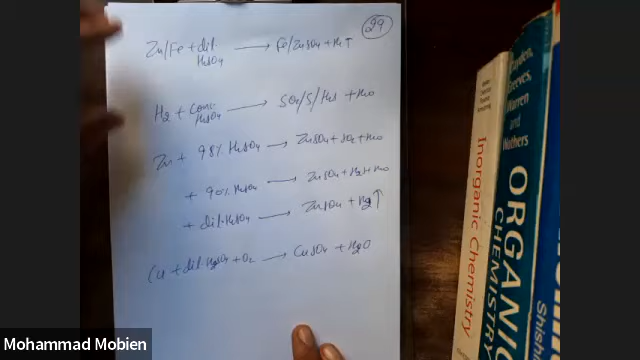 29
Zn/Fe + dil. H₂SO₄ → Fe/ZnSO₄ + H₂ ↑
H₂ + Conc. H₂SO₄ → SO₂/S/H₂S + H₂O
Zn + 98% H₂SO₄ → ZnSO₄ + SO₂ + H₂O
+ 90% H₂SO₄ → ZnSO₄ + H₂S + H₂O
+ dil. H₂SO₄ → ZnSO₄ + H₂ ↑
Cu + dil. H₂SO₄ + O₂ → CuSO₄ + H₂O
Inorganic Chemistry
Clayden, Greeves, Warren and Wothers
ORGANIC CHEMISTRY
Mohammad Mobien